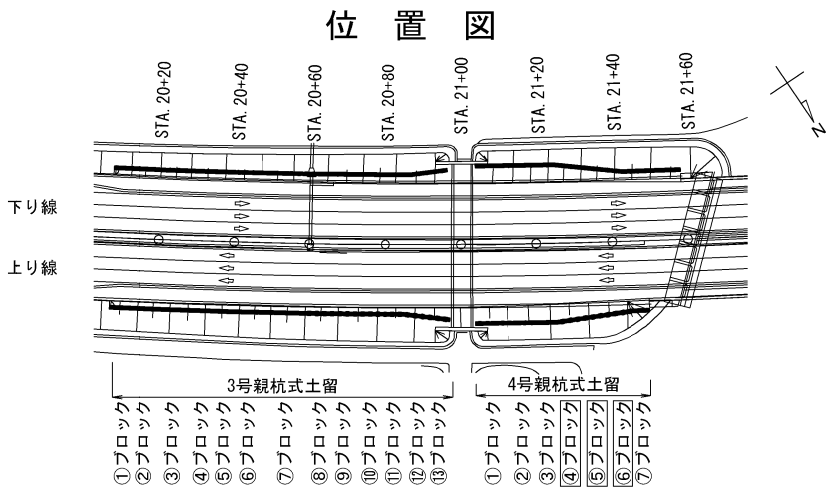 位置図
STA. 20+20
STA. 20+40
STA. 20+60
STA. 20+80
STA. 21+00
STA. 21+20
STA. 21+40
STA. 21+60
N
下り線
上り線
3号親杭式土留
4号親杭式土留
①ブロック
②ブロック
③ブロック
④ブロック
⑤ブロック
⑥ブロック
⑦ブロック
⑧ブロック
⑨ブロック
⑩ブロック
⑪ブロック
⑫ブロック
⑬ブロック
①ブロック
②ブロック
③ブロック
④ブロック
⑤ブロック
⑥ブロック
⑦ブロック